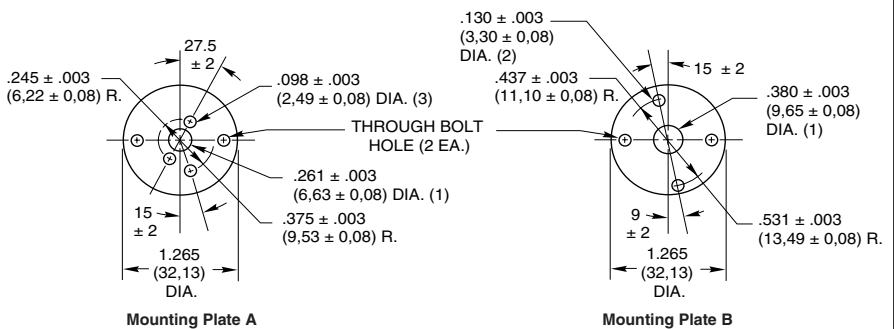 27.5
± 2
.245 ± .003
(6,22 ± 0,08) R.
.098 ± .003
(2,49 ± 0,08) DIA. (3)
THROUGH BOLT
HOLE (2 EA.)
.261 ± .003
(6,63 ± 0,08) DIA. (1)
.375 ± .003
(9,53 ± 0,08) R.
15
± 2
1.265
(32,13)
DIA.
Mounting Plate A
.130 ± .003
(3,30 ± 0,08)
DIA. (2)
15 ± 2
.437 ± .003
(11,10 ± 0,08) R.
.380 ± .003
(9,65 ± 0,08)
DIA. (1)
9
± 2
.531 ± .003
(13,49 ± 0,08) R.
1.265
(32,13)
DIA.
Mounting Plate B